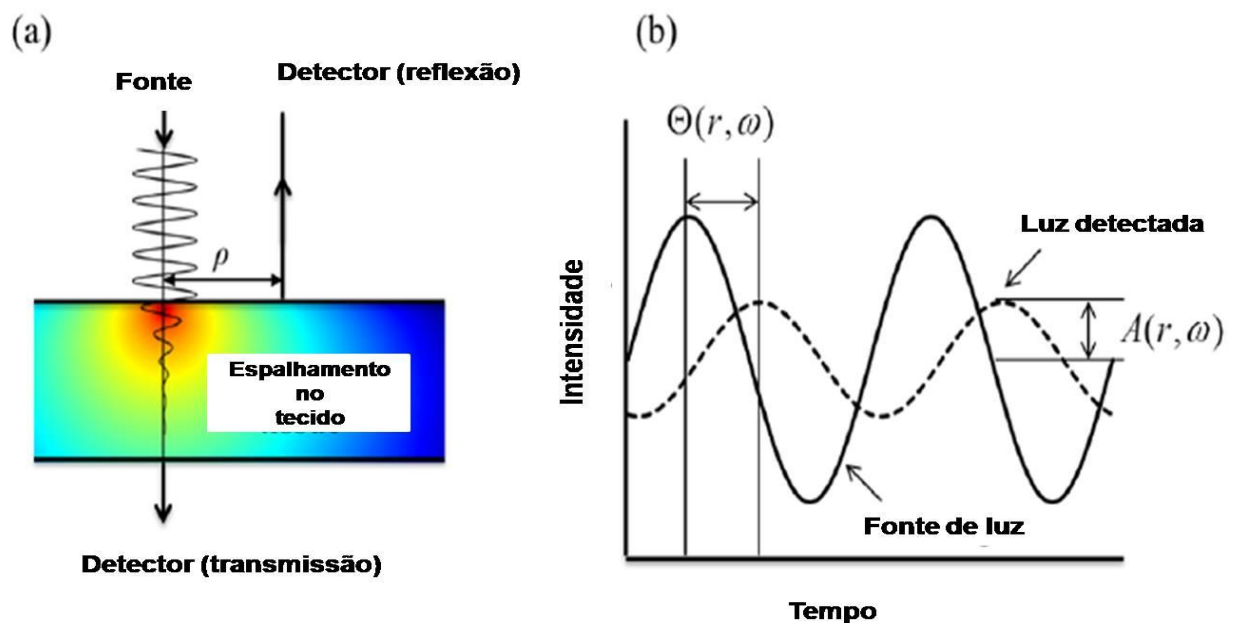 (a)
Fonte
Detector (reflexão)
ρ
Espalhamento
no
tecido
Detector (transmissão)
(b)
Θ(r,ω)
Luz detectada
A(r,ω)
Intensidade
Fonte de luz
Tempo